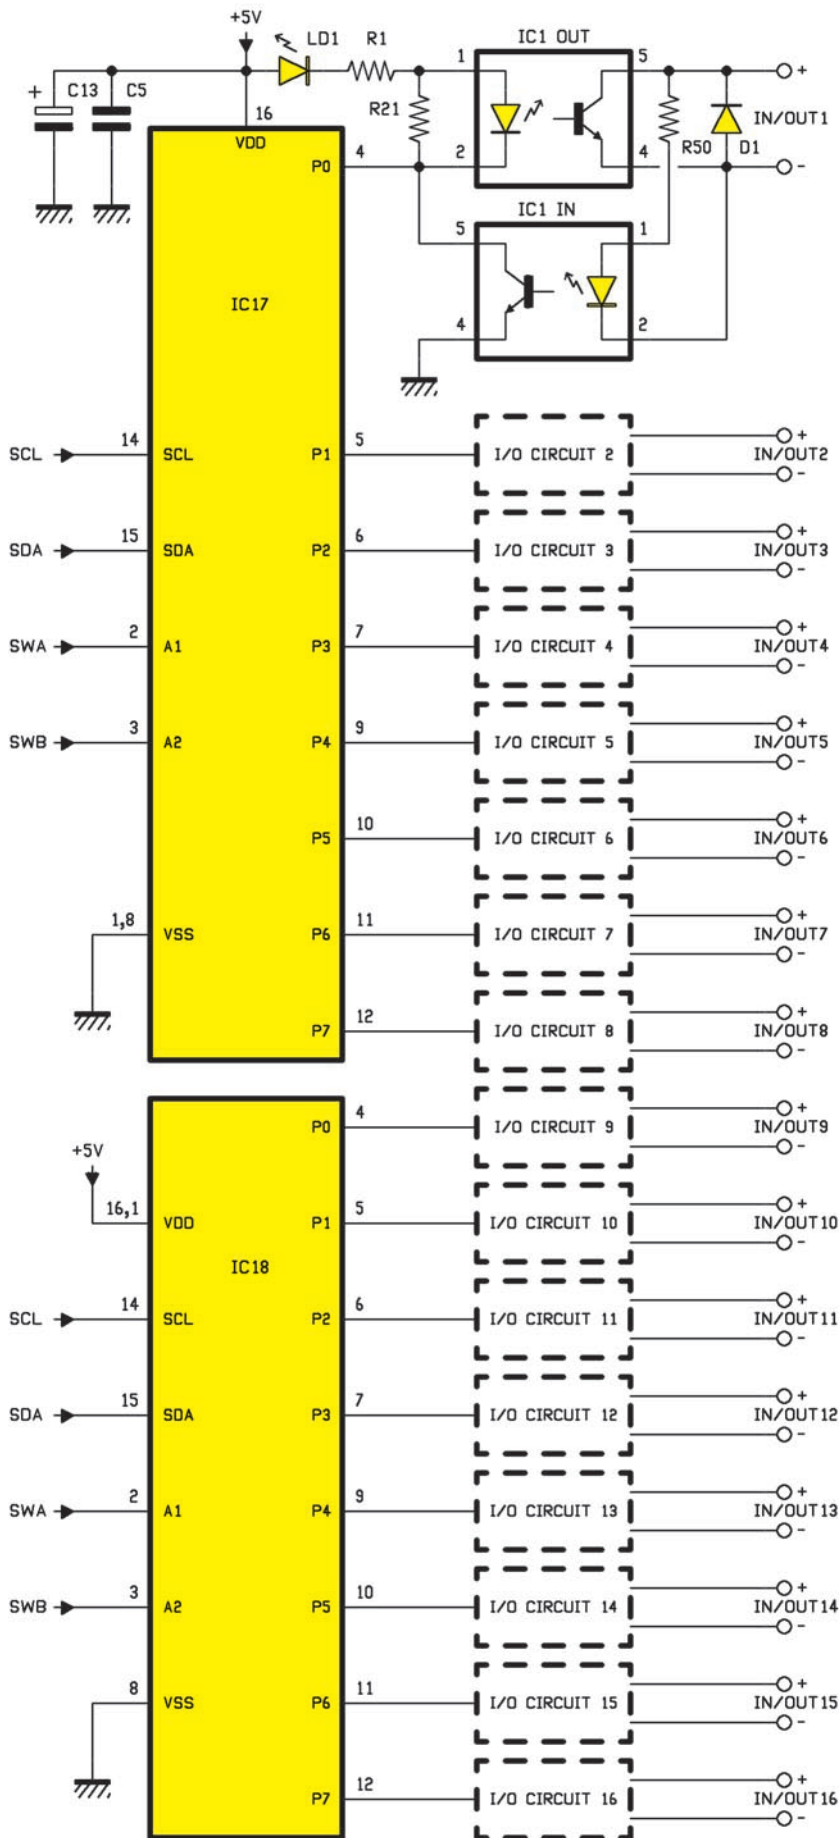 +5V
LD1
R1
IC1 OUT
1
5
+
+
C13
C5
16
R21
IN/OUT1
VDD
R50
D1
P0
4
2
4
-
IC1 IN
5
1
IC17
4
2
SCL
14
SCL
P1
5
I/O CIRCUIT 2
+
IN/OUT2
-
SDA
15
SDA
P2
6
I/O CIRCUIT 3
+
IN/OUT3
-
SWA
2
A1
P3
7
I/O CIRCUIT 4
+
IN/OUT4
-
SWB
3
A2
P4
9
I/O CIRCUIT 5
+
IN/OUT5
-
P5
10
I/O CIRCUIT 6
+
IN/OUT6
-
1,8
VSS
P6
11
I/O CIRCUIT 7
+
IN/OUT7
-
P7
12
I/O CIRCUIT 8
+
IN/OUT8
-
P0
4
I/O CIRCUIT 9
+
IN/OUT9
-
+5V
16,1
VDD
P1
5
I/O CIRCUIT 10
+
IN/OUT10
-
IC18
SCL
14
SCL
P2
6
I/O CIRCUIT 11
+
IN/OUT11
-
SDA
15
SDA
P3
7
I/O CIRCUIT 12
+
IN/OUT12
-
SWA
2
A1
P4
9
I/O CIRCUIT 13
+
IN/OUT13
-
SWB
3
A2
P5
10
I/O CIRCUIT 14
+
IN/OUT14
-
8
VSS
P6
11
I/O CIRCUIT 15
+
IN/OUT15
-
P7
12
I/O CIRCUIT 16
+
IN/OUT16
-